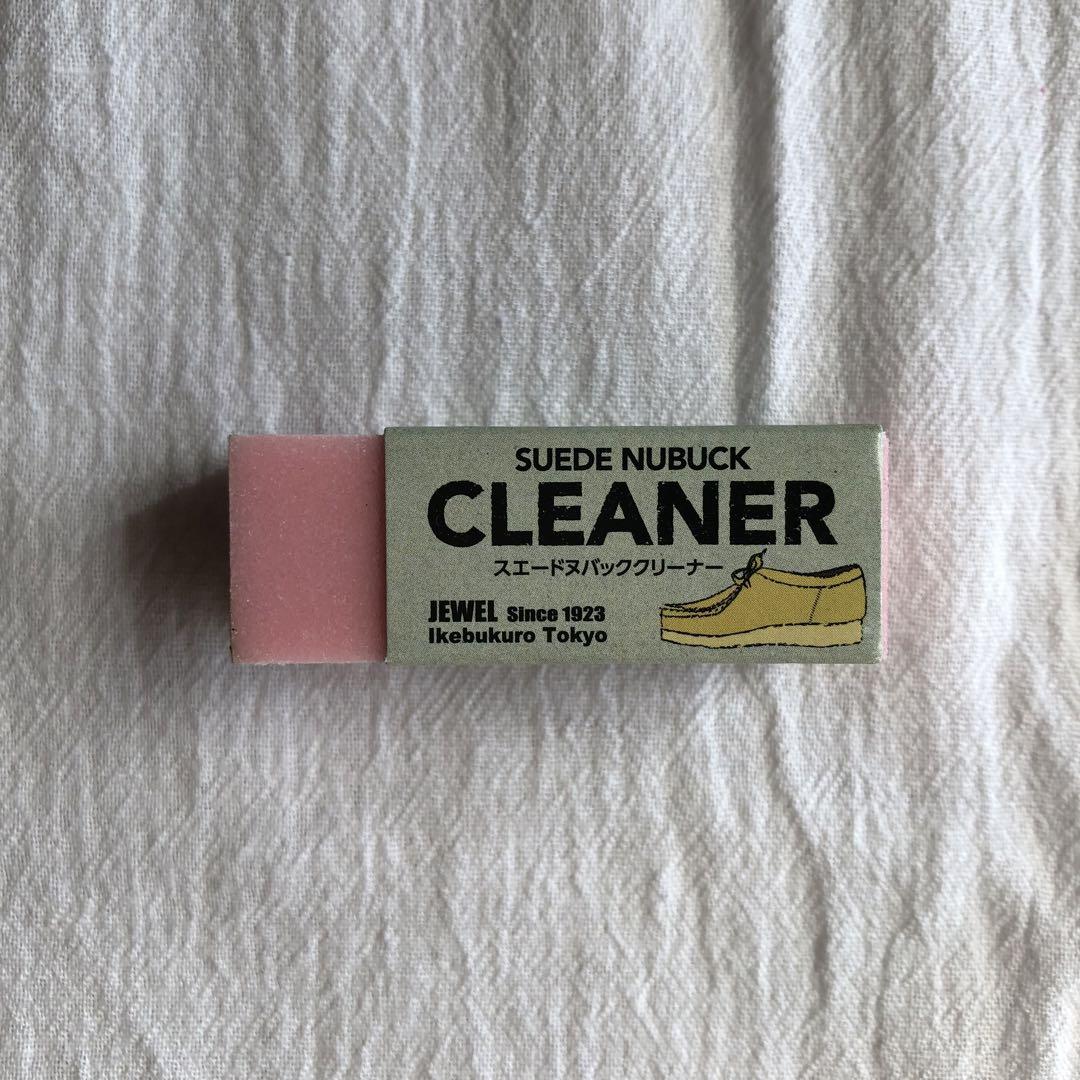 SUEDE NUBUCK
CLEANER
スエードヌバッククリーナー
JEWEL Since 1923
Ikebukuro Tokyo